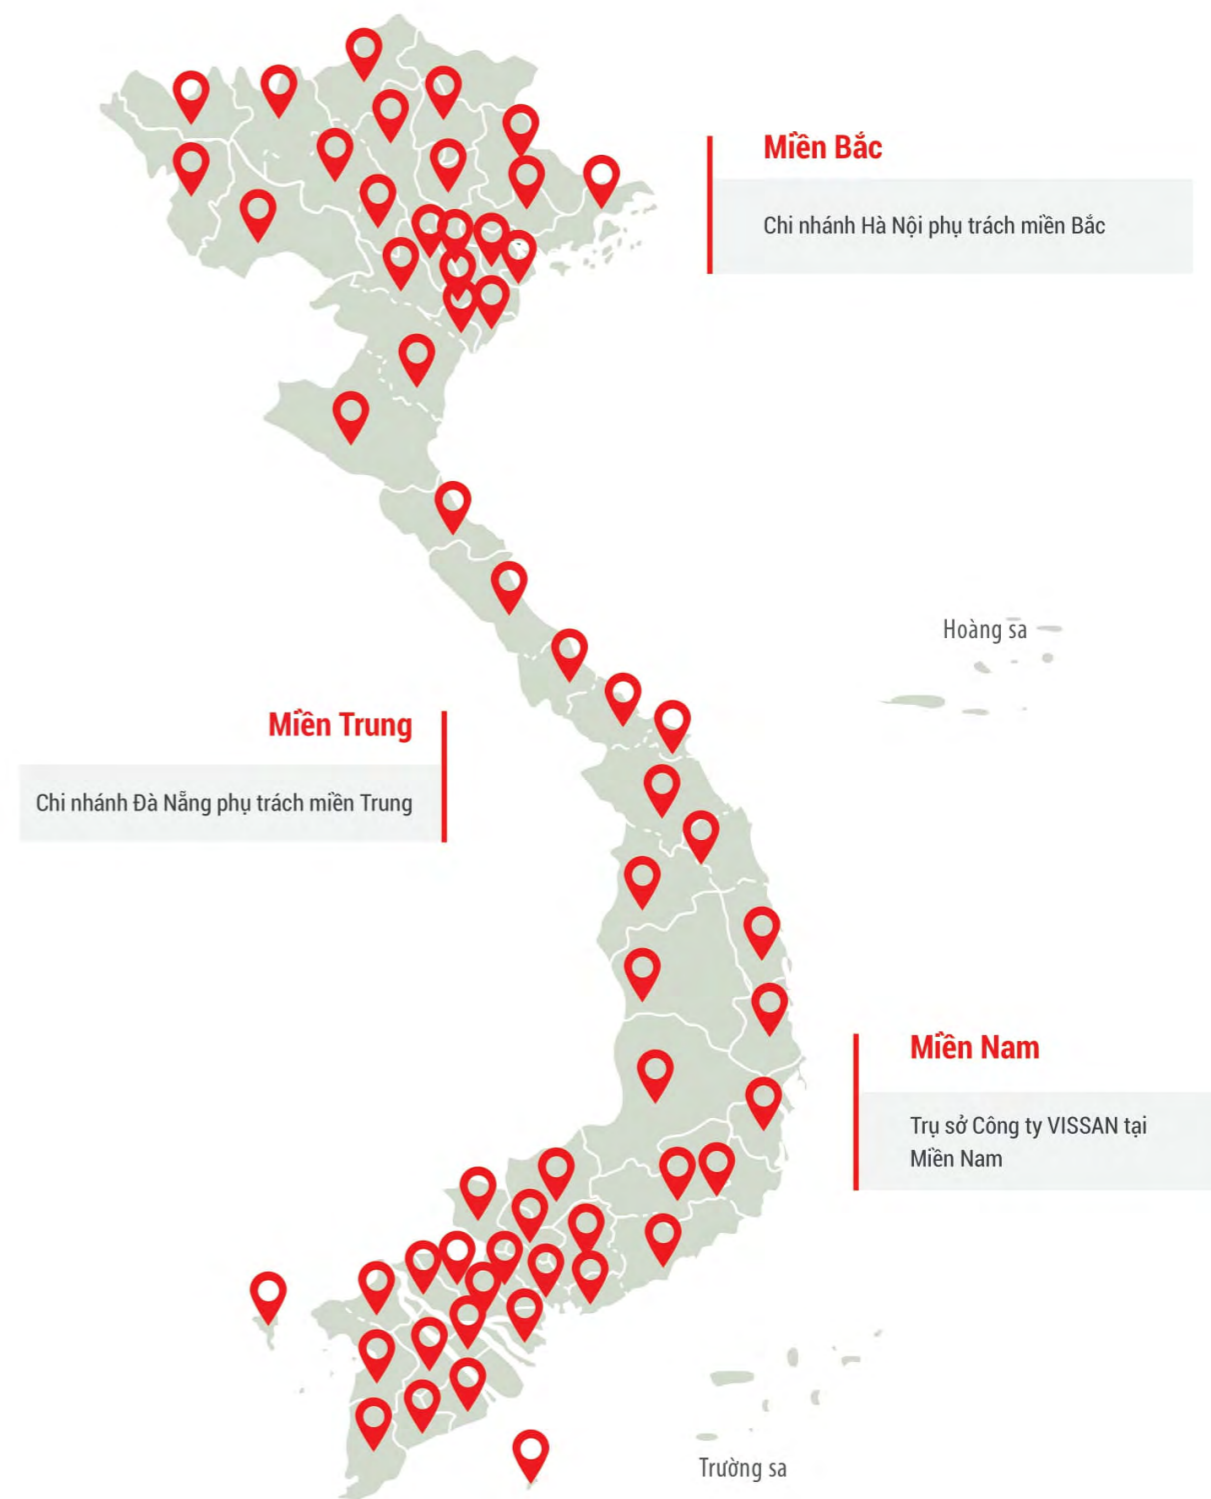 Miền Bắc
Chi nhánh Hà Nội phụ trách miền Bắc
Hoàng sa
Miền Trung
Chi nhánh Đà Nẵng phụ trách miền Trung
Miền Nam
Trụ sở Công ty VISSAN tại
Miền Nam
Trường sa